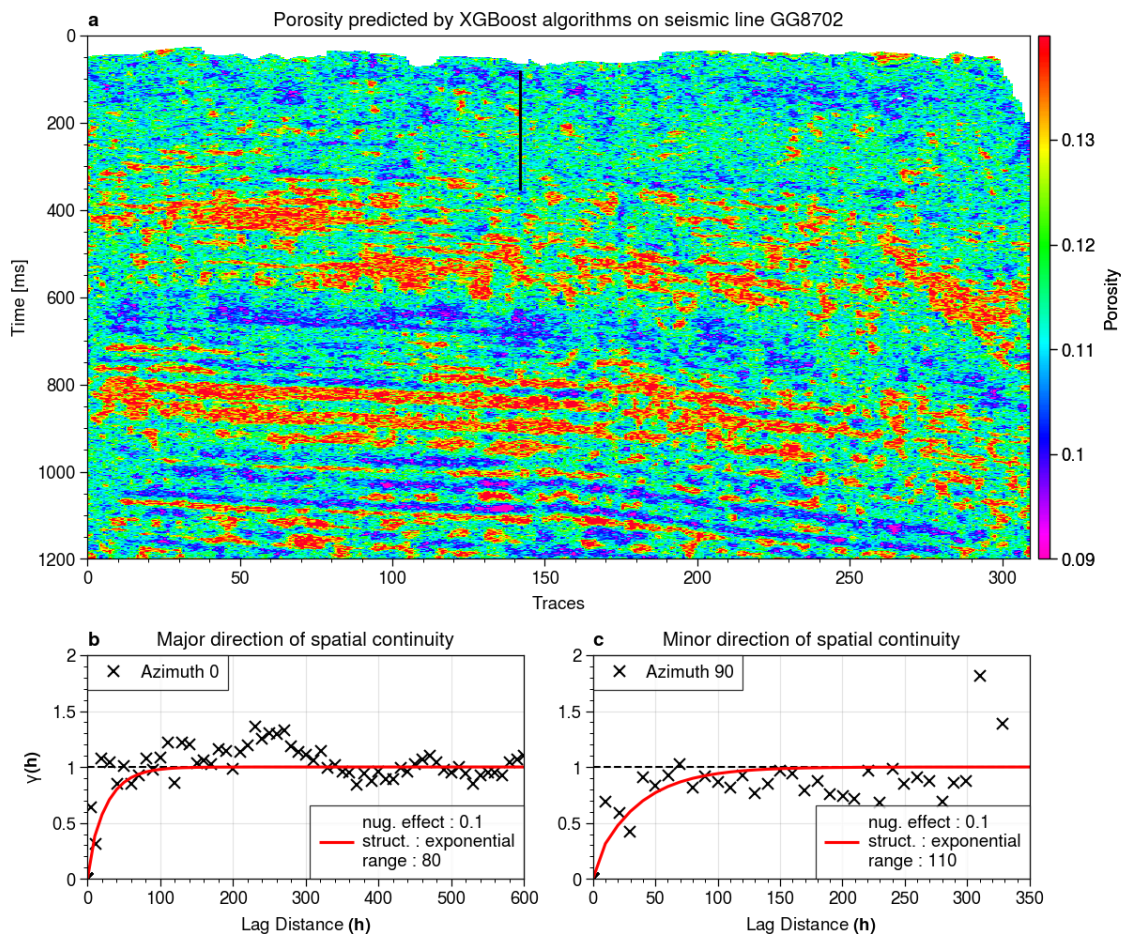 a Porosity predicted by XGBoost algorithms on seismic line GG8702
0
200
400
600
800
1000
1200
Time [ms]
0 50 100 150 200 250 300
Traces
0.13
0.12
0.11
0.1
0.09
Porosity
b Major direction of spatial continuity
2
1.5
1
0.5
0
γ(h)
Azimuth 0
nug. effect : 0.1
struct. : exponential
range : 80
0 100 200 300 400 500 600
Lag Distance (h)
c Minor direction of spatial continuity
2
1.5
1
0.5
0
Azimuth 90
nug. effect : 0.1
struct. : exponential
range : 110
0 50 100 150 200 250 300 350
Lag Distance (h)